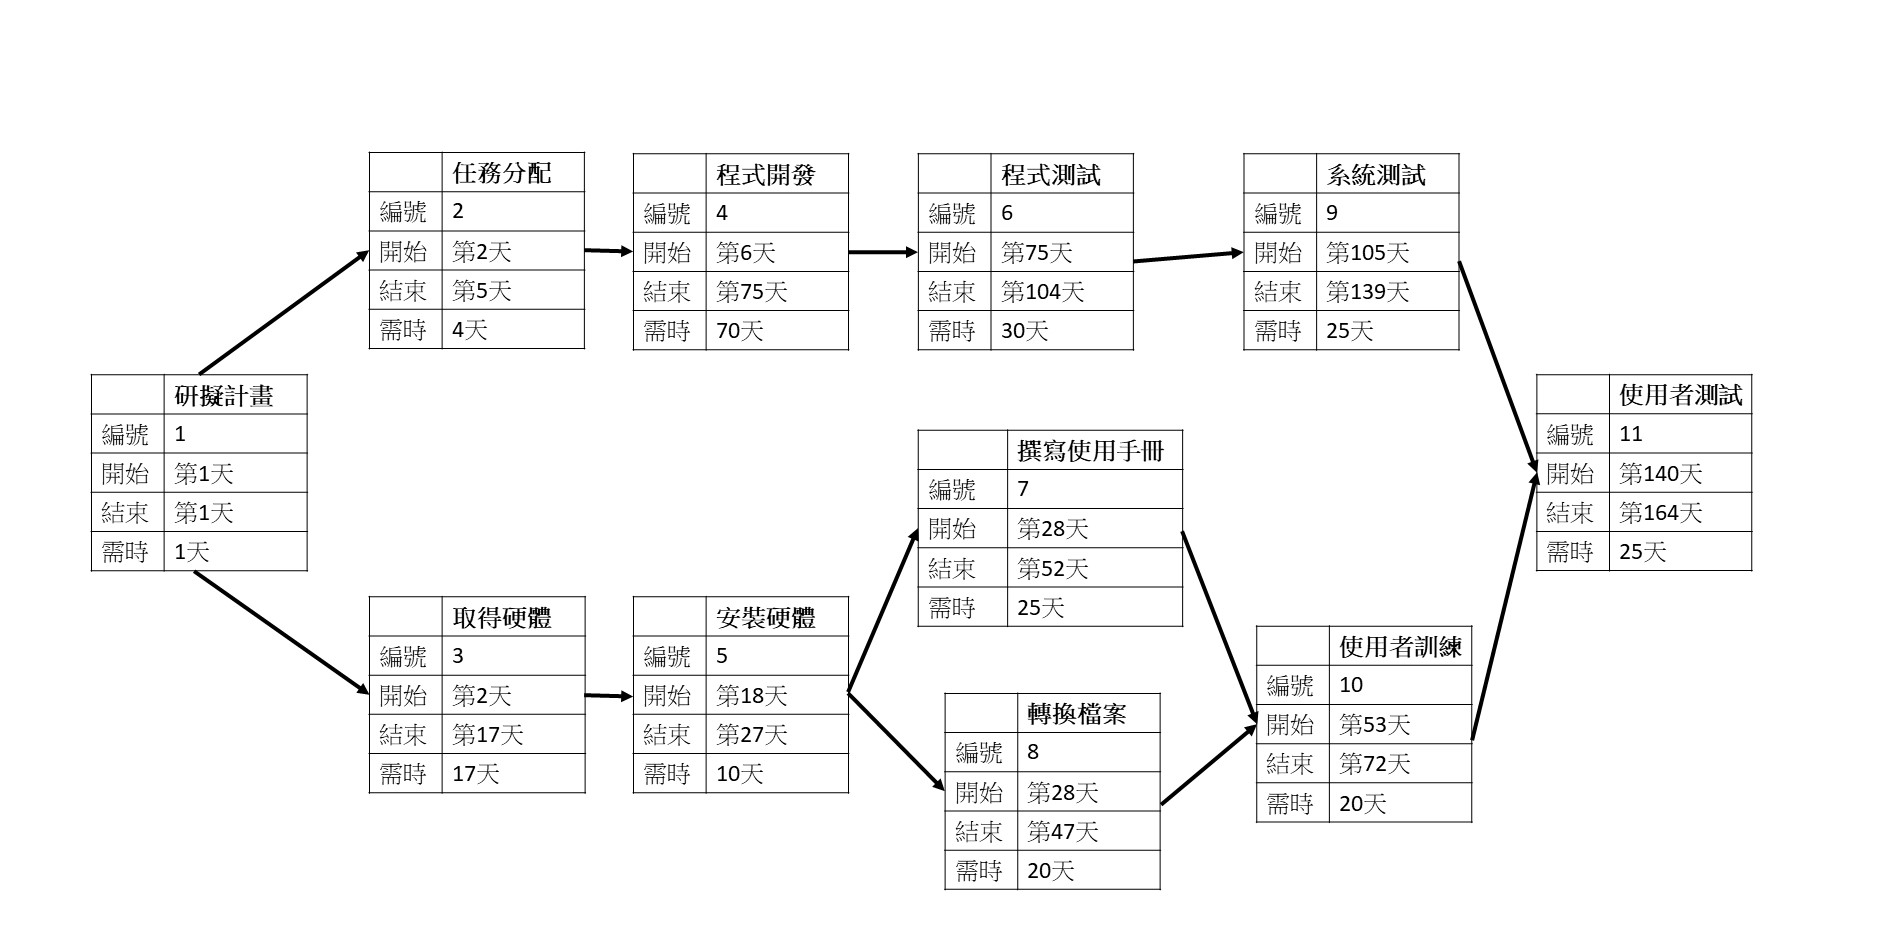 任務分配
編號 2
開始 第2天
結束 第5天
需時 4天
程式開發
編號 4
開始 第6天
結束 第75天
需時 70天
程式測試
編號 6
開始 第75天
結束 第104天
需時 30天
系統測試
編號 9
開始 第105天
結束 第139天
需時 25天
研擬計畫
編號 1
開始 第1天
結束 第1天
需時 1天
使用者測試
編號 11
開始 第140天
結束 第164天
需時 25天
撰寫使用手冊
編號 7
開始 第28天
結束 第52天
需時 25天
取得硬體
編號 3
開始 第2天
結束 第17天
需時 17天
安裝硬體
編號 5
開始 第18天
結束 第27天
需時 10天
轉換檔案
編號 8
開始 第28天
結束 第47天
需時 20天
使用者訓練
編號 10
開始 第53天
結束 第72天
需時 20天